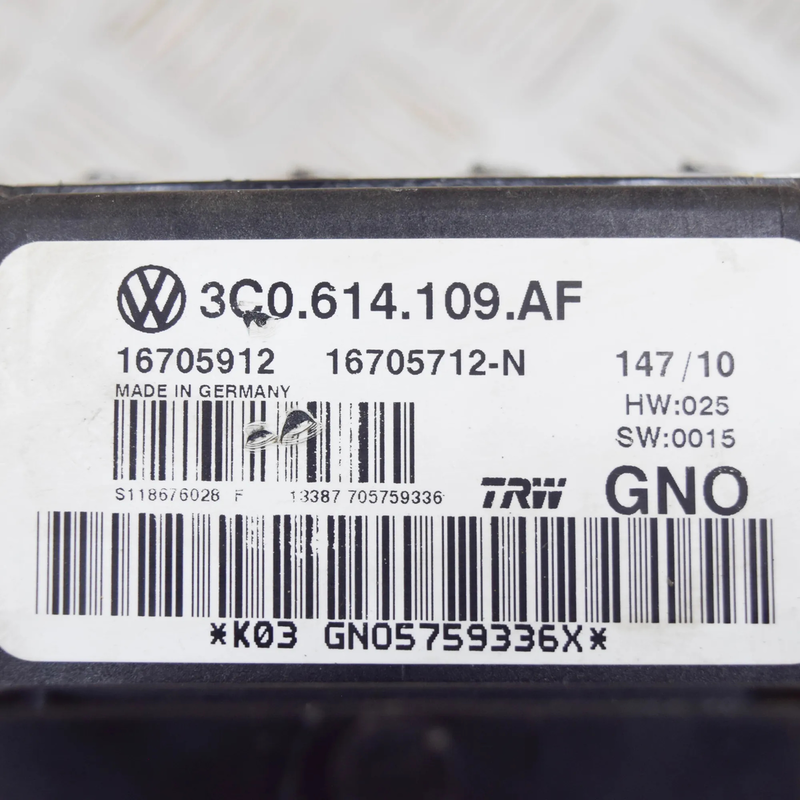 3C0.614.109.AF
16705912 16705712-N 147/10
MADE IN GERMANY HW:025
SW:0015
S118676028 F 13387 705759336 TRW GNO
*K03 GNO5759336X*